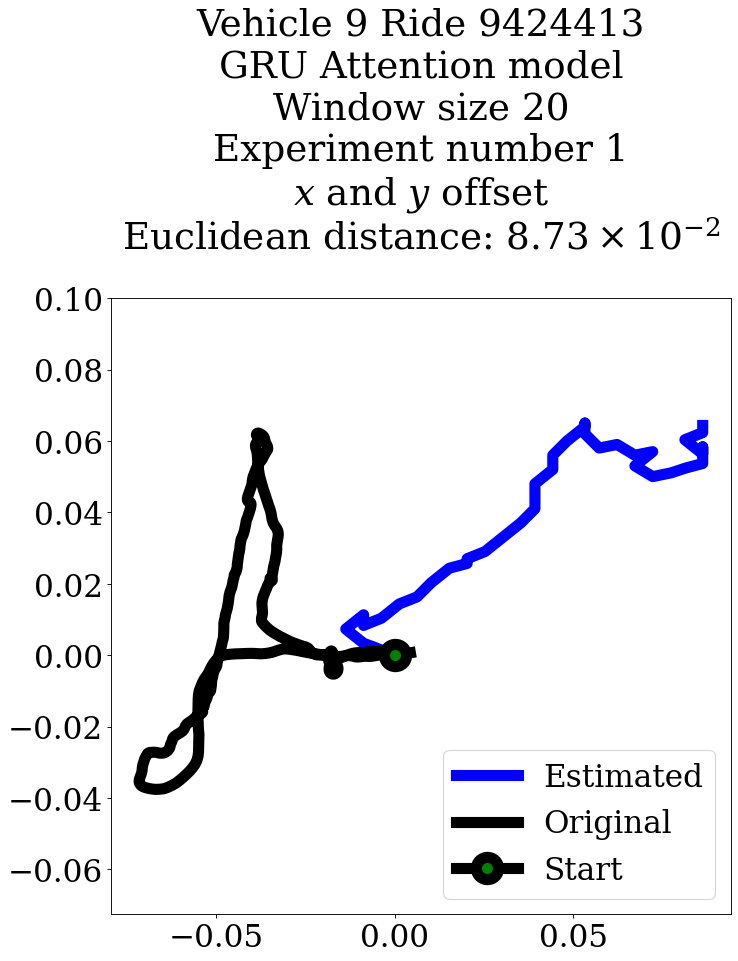 Vehicle 9 Ride 9424413
GRU Attention model
Window size 20
Experiment number 1
x and y offset
Euclidean distance: 8.73 × 10⁻²
0.10
0.08
0.06
0.04
0.02
0.00
−0.02
−0.04
−0.06
Estimated
Original
Start
−0.05 0.00 0.05